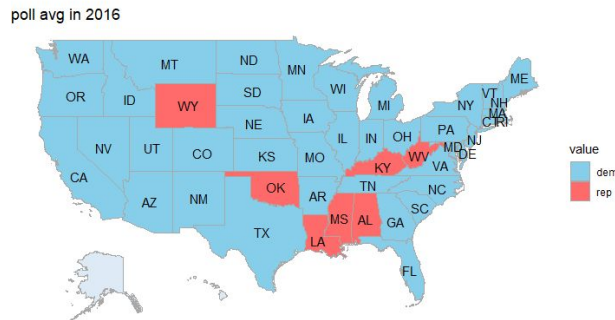 poll avg in 2016
WA
MT
ND
MN
ME
VT
NH
OR
ID
WY
SD
WI
MI
NY
MA
CT RI
NE
IA
IL
IN
OH
PA
NJ
MD
DE
NV
UT
CO
KS
MO
KY
WV
VA
CA
AZ
NM
OK
AR
TN
NC
SC
TX
LA
MS
AL
GA
FL
value
dem
rep